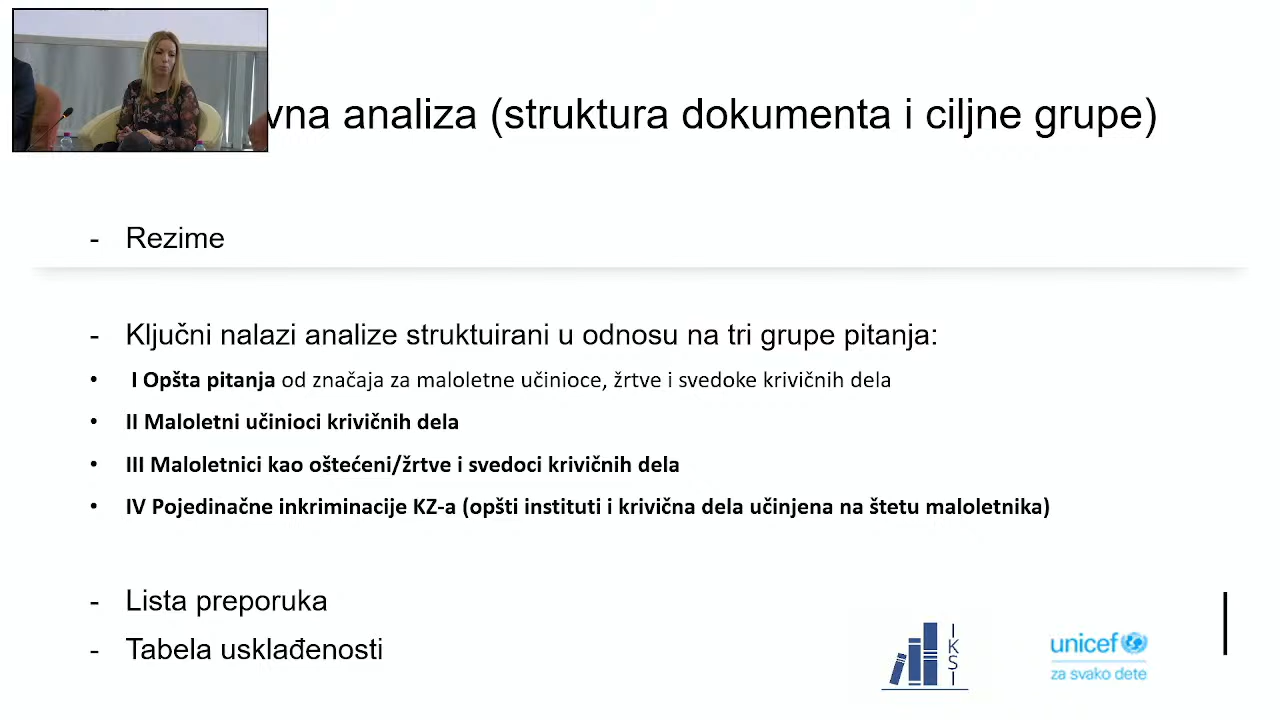 analiza (struktura dokumenta i ciljne grupe)
- Rezime
- Ključni nalazi analize struktuirani u odnosu na tri grupe pitanja:
• I Opšta pitanja od značaja za maloletne učinioce, žrtve i svedoke krivičnih dela
• II Maloletni učinioci krivičnih dela
• III Maloletnici kao oštećeni/žrtve i svedoci krivičnih dela
• IV Pojedinačne inkriminacije KZ-a (opšti instituti i krivična dela učinjena na štetu maloletnika)
- Lista preporuka
- Tabela usklađenosti
IKSI
unicef
za svako dete